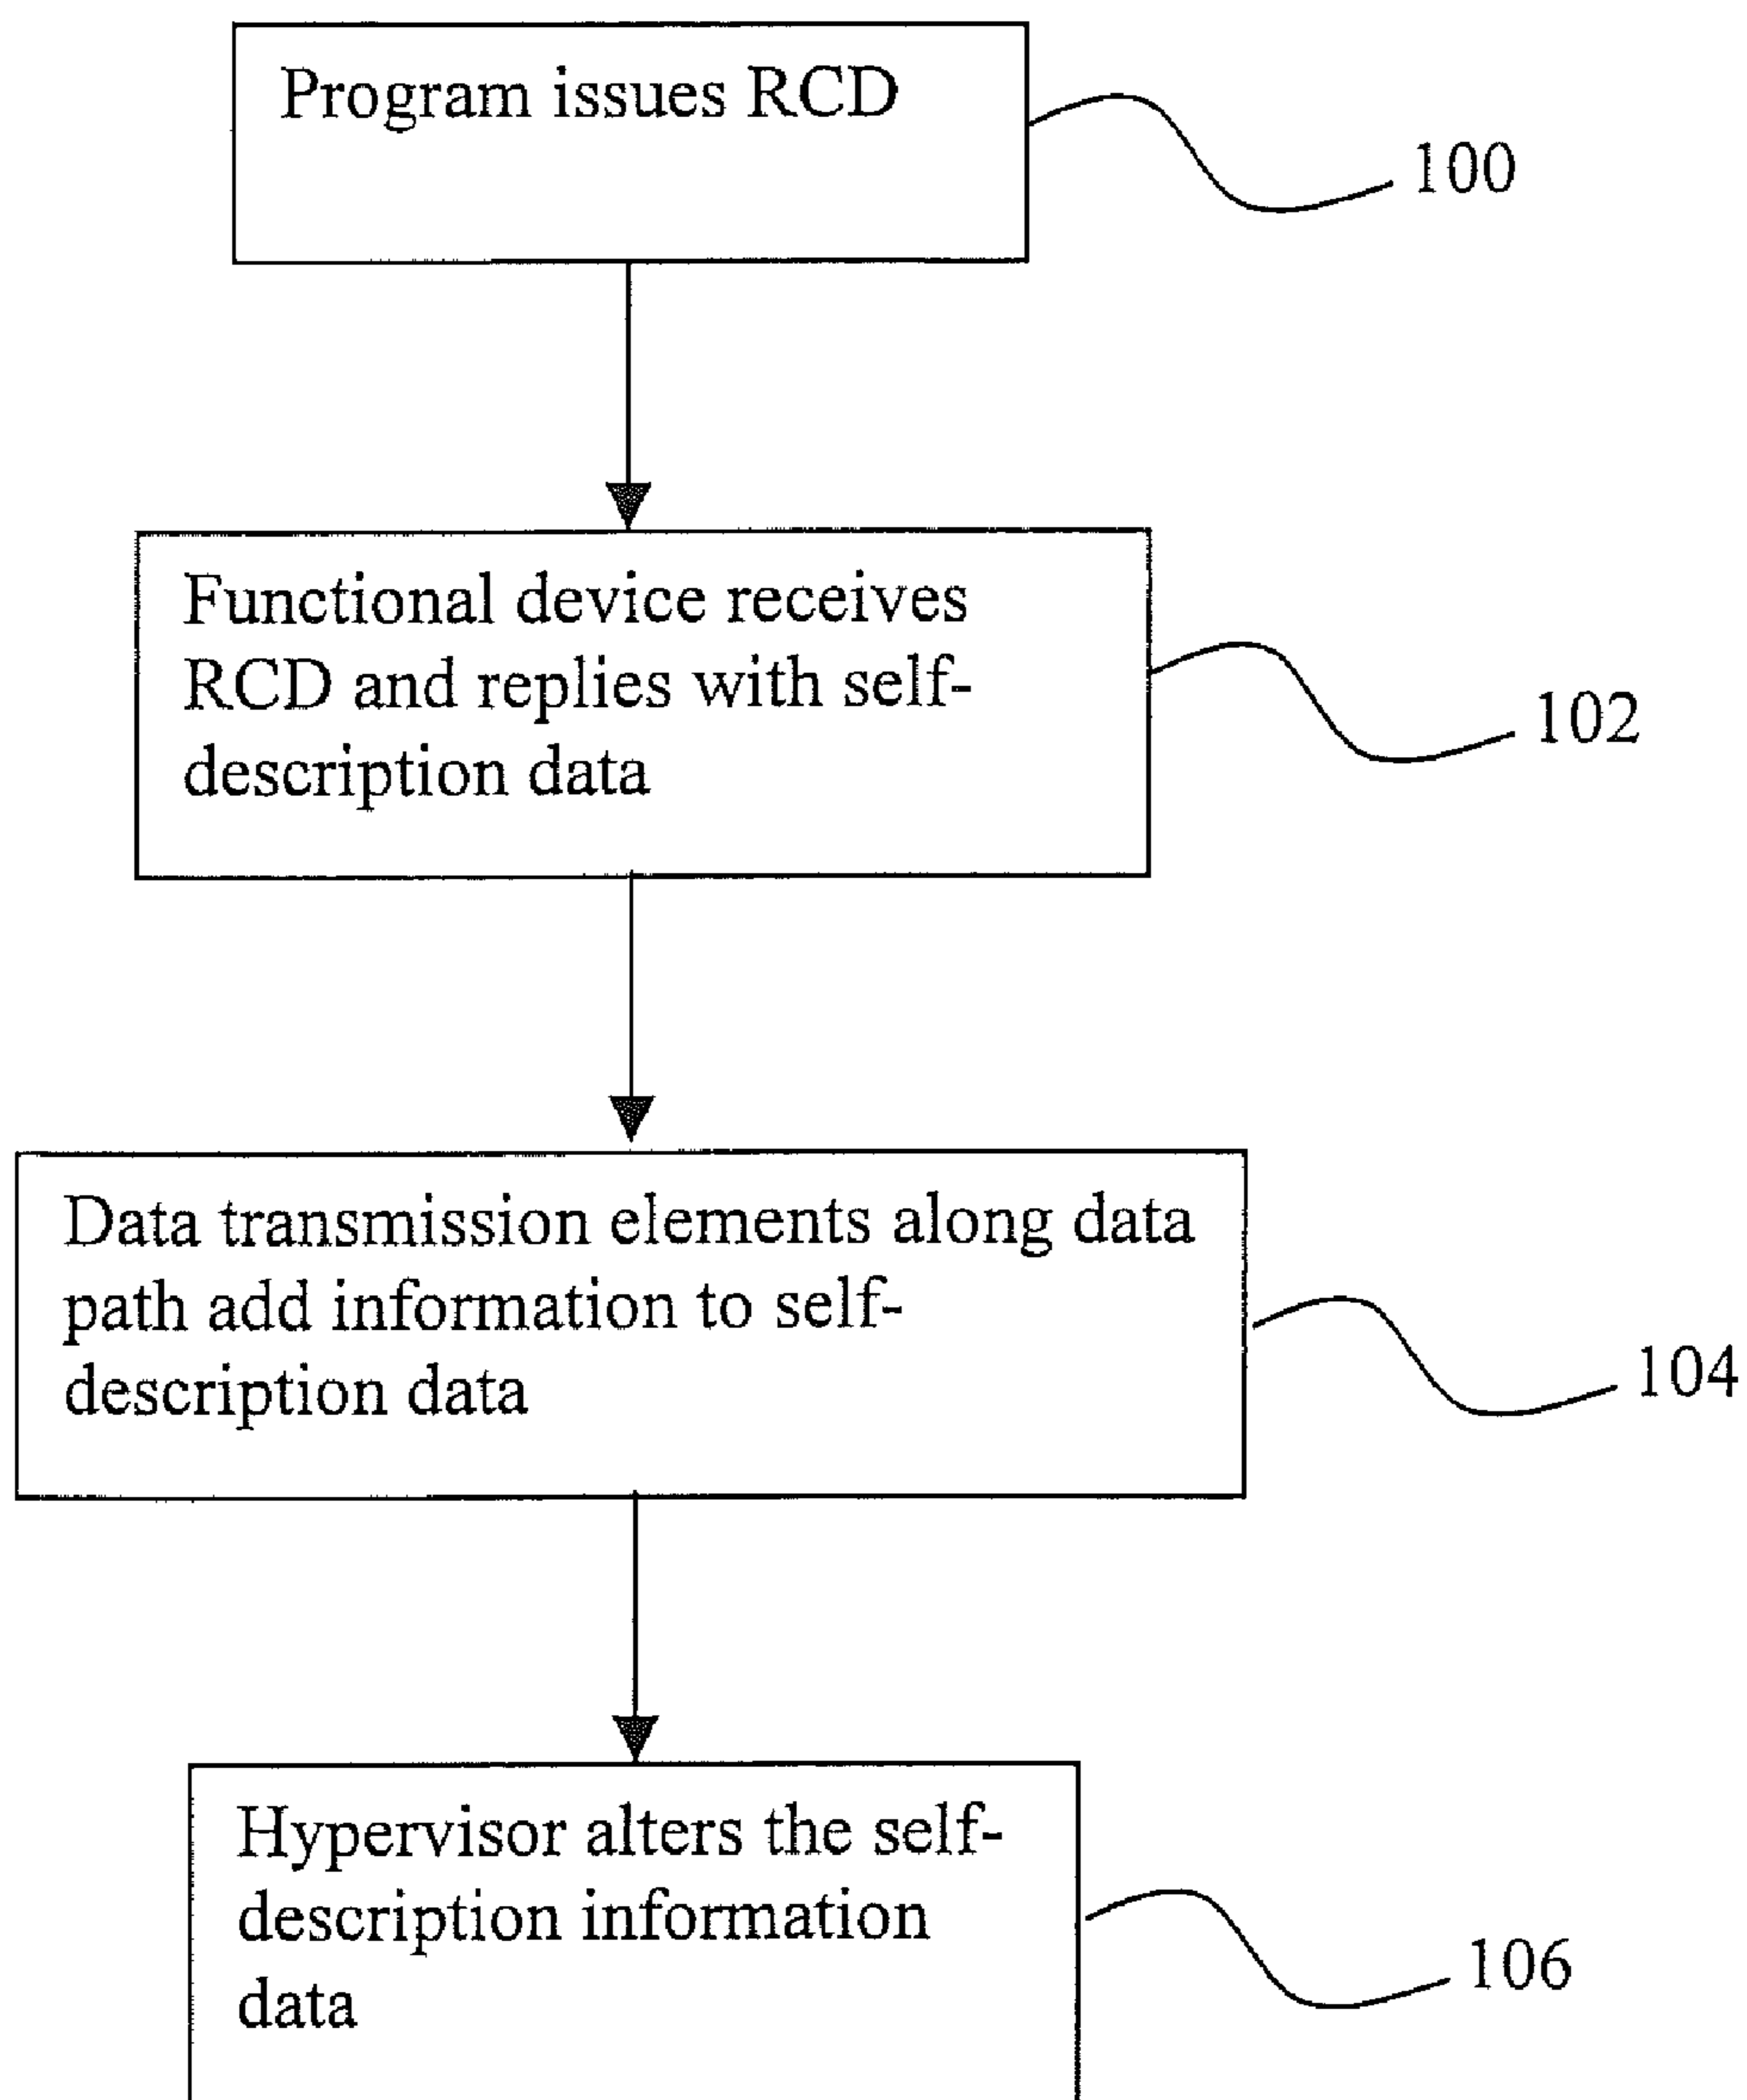 Program issues RCD
100
Functional device receives
RCD and replies with self-
description data
102
Data transmission elements along data
path add information to self-
description data
104
Hypervisor alters the self-
description information
data
106